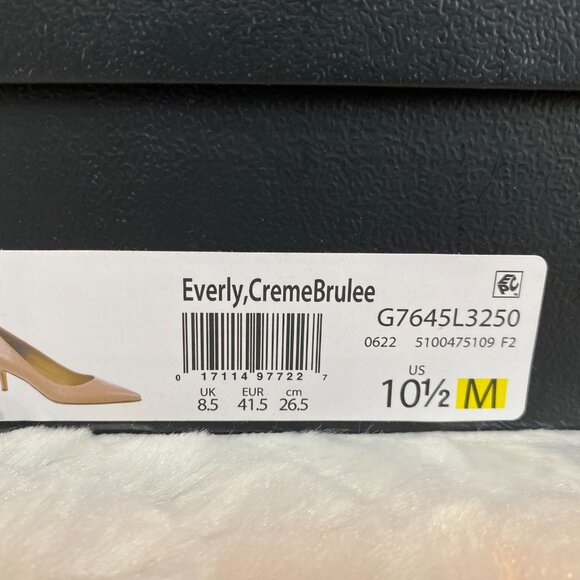 Everly,CremeBrulee
G7645L3250
0622 5100475109 F2
0 17114 97722 7
UK EUR cm
8.5 41.5 26.5
US
10½ M